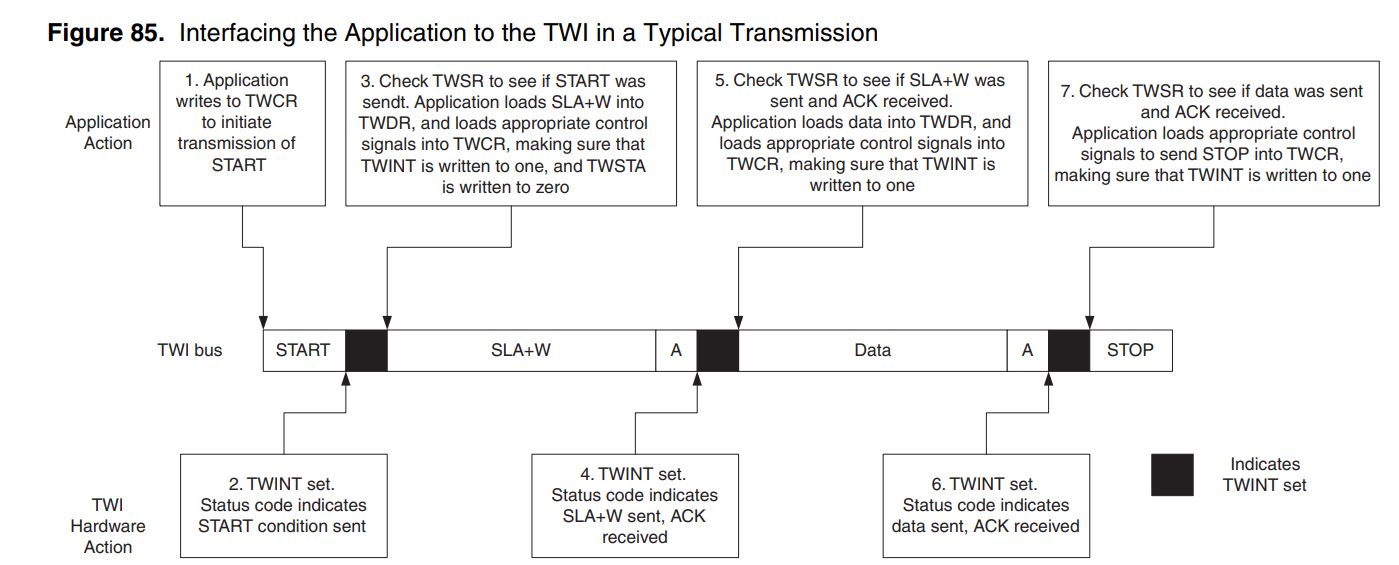 Figure 85. Interfacing the Application to the TWI in a Typical Transmission
Application
Action
1. Application
writes to TWCR
to initiate
transmission of
START
3. Check TWSR to see if START was
sendt. Application loads SLA+W into
TWDR, and loads appropriate control
signals into TWCR, making sure that
TWINT is written to one, and TWSTA
is written to zero
5. Check TWSR to see if SLA+W was
sent and ACK received.
Application loads data into TWDR, and
loads appropriate control signals into
TWCR, making sure that TWINT is
written to one
7. Check TWSR to see if data was sent
and ACK received.
Application loads appropriate control
signals to send STOP into TWCR,
making sure that TWINT is written to one
TWI bus
START
SLA+W
A
Data
A
STOP
TWI
Hardware
Action
2. TWINT set.
Status code indicates
START condition sent
4. TWINT set.
Status code indicates
SLA+W sent, ACK
received
6. TWINT set.
Status code indicates
data sent, ACK received
Indicates
TWINT set